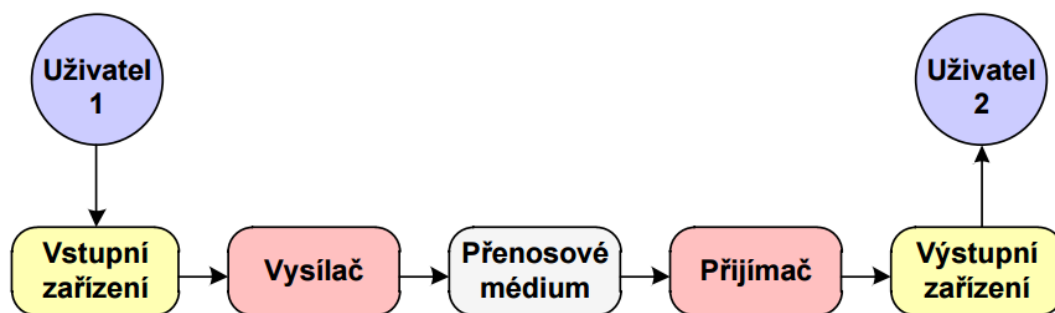 Uživatel
1
Uživatel
2
Vstupní
zařízení
Vysílač
Přenosové
médium
Přijímač
Výstupní
zařízení